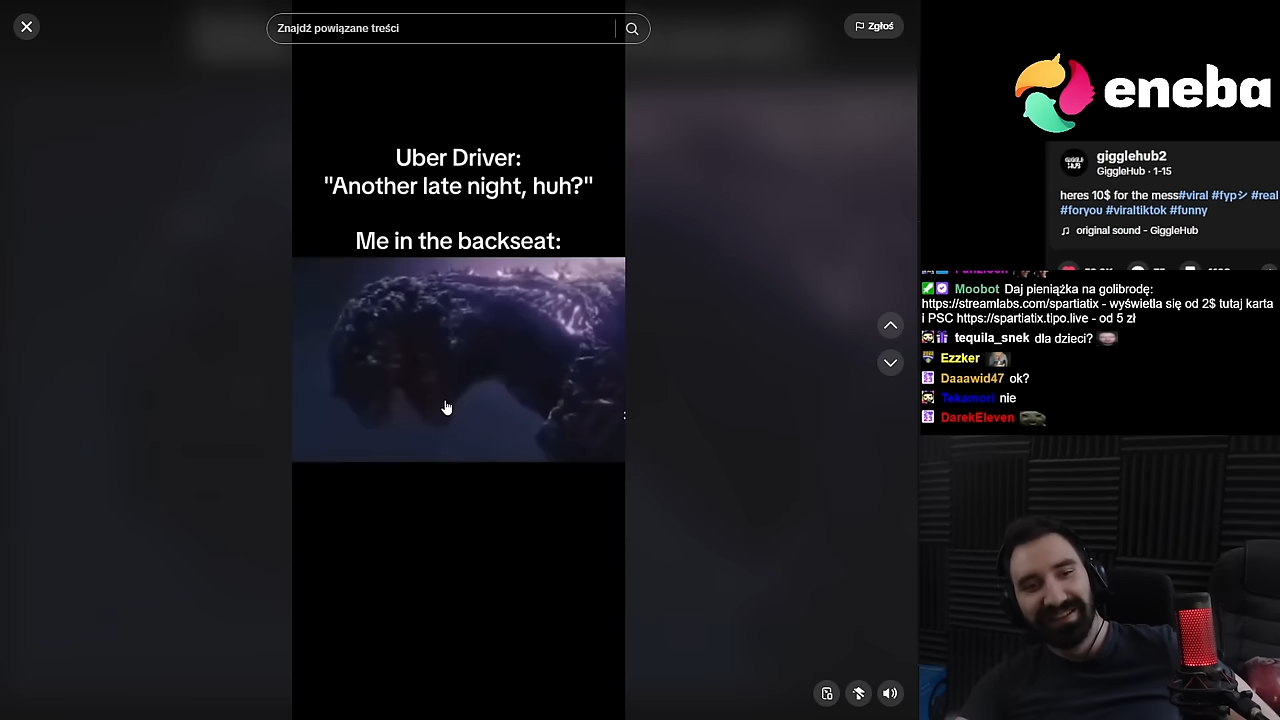 Znajdź powiązane treści
Zgłoś
Uber Driver:
"Another late night, huh?"
Me in the backseat:
eneba
gigglehub2
GiggleHub · 1-15
heres 10$ for the mess#viral #fypシ #real
#foryou #viraltiktok #funny
original sound - GiggleHub
Moobot Daj pieniążka na golibrodę:
https://streamlabs.com/spartiatix - wyświetla się od 2$ tutaj karta
i PSC https://spartiatix.tipo.live - od 5 zł
tequila_snek dla dzieci?
Ezzker
Daaawid47 ok?
Tekamori nie
DarekEleven